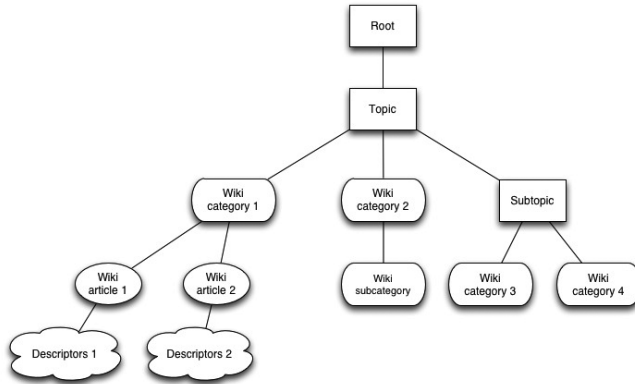 Root
Topic
Wiki
category 1
Wiki
category 2
Subtopic
Wiki
article 1
Wiki
article 2
Wiki
subcategory
Wiki
category 3
Wiki
category 4
Descriptors 1
Descriptors 2